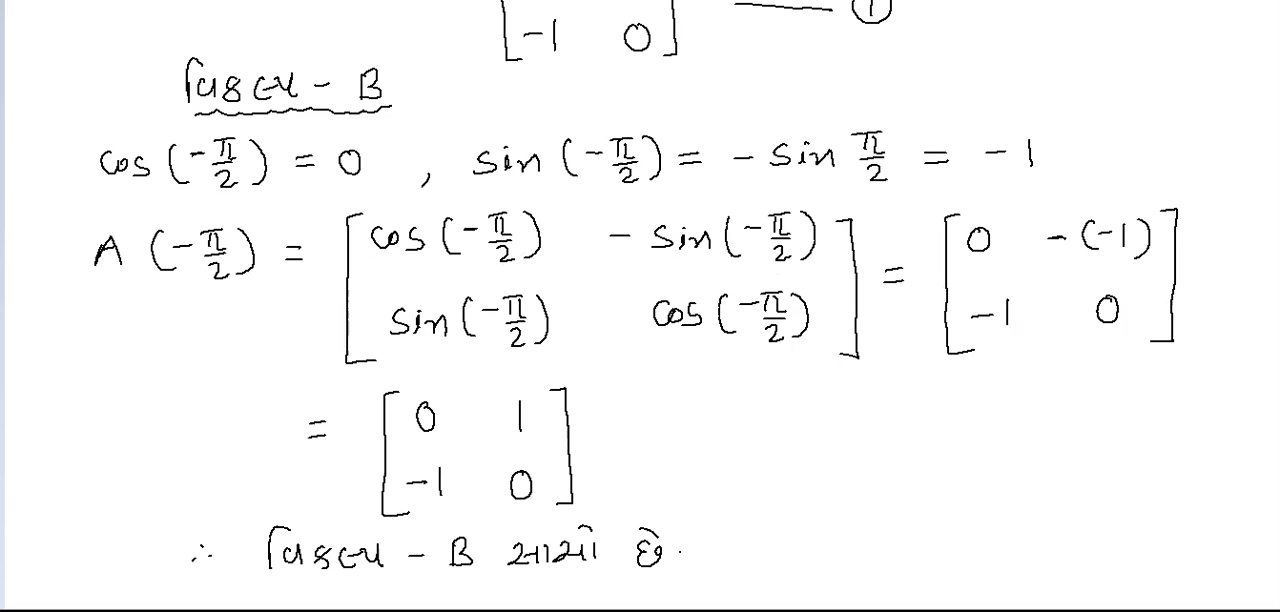 [-1 0] ——— ①
વિકલ્પ - B
cos(-π/2) = 0 , sin(-π/2) = - sin π/2 = -1
A(-π/2) = [cos(-π/2) - sin(-π/2)] = [0 -(-1)]
[sin(-π/2) cos(-π/2)] [-1 0]
= [0 1]
[-1 0]
∴ વિકલ્પ - B સાચો છે.